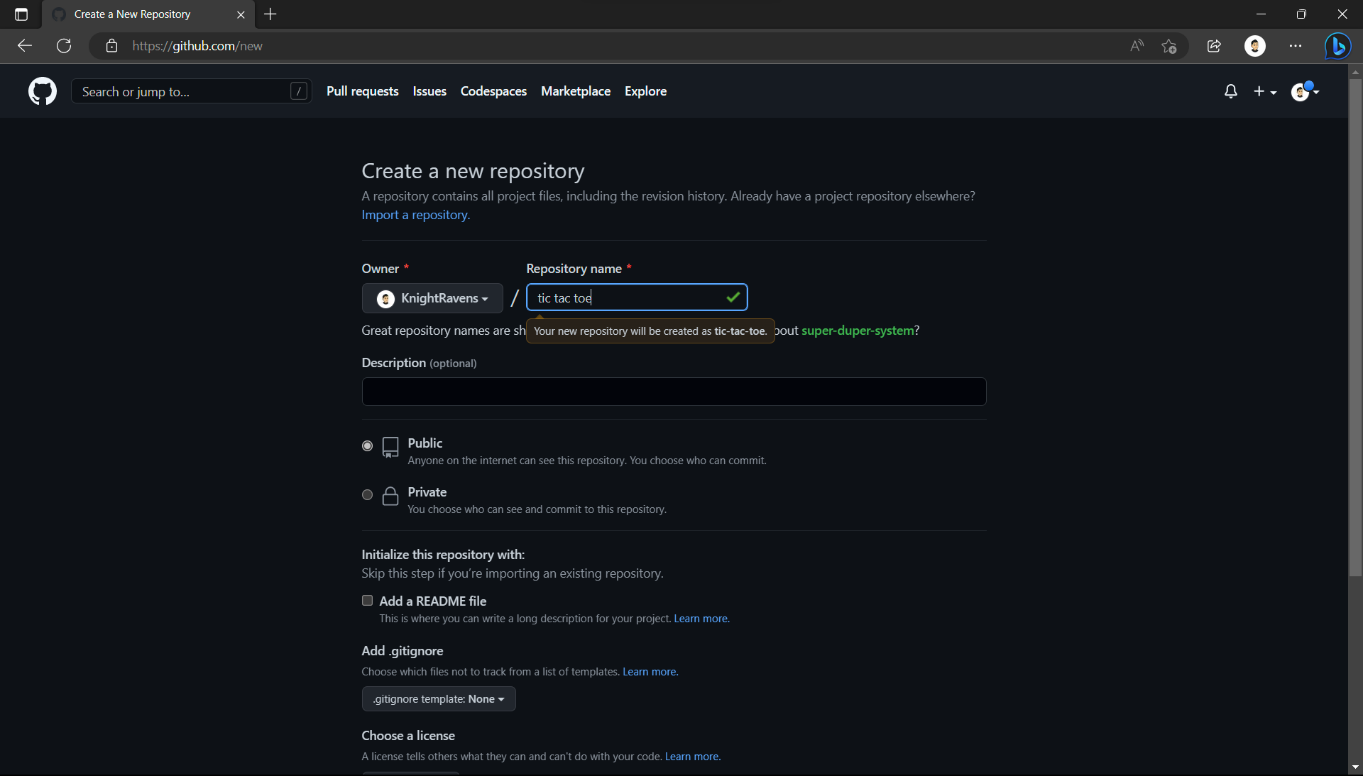 Create a New Repository
https://github.com/new
Search or jump to... / Pull requests Issues Codespaces Marketplace Explore
Create a new repository
A repository contains all project files, including the revision history. Already have a project repository elsewhere?
Import a repository.
Owner * Repository name *
KnightRavens / tic tac toe
Great repository names are sh
Your new repository will be created as tic-tac-toe.
bout super-duper-system?
Description (optional)
Public
Anyone on the internet can see this repository. You choose who can commit.
Private
You choose who can see and commit to this repository.
Initialize this repository with:
Skip this step if you're importing an existing repository.
Add a README file
This is where you can write a long description for your project. Learn more.
Add .gitignore
Choose which files not to track from a list of templates. Learn more.
.gitignore template: None
Choose a license
A license tells others what they can and can't do with your code. Learn more.